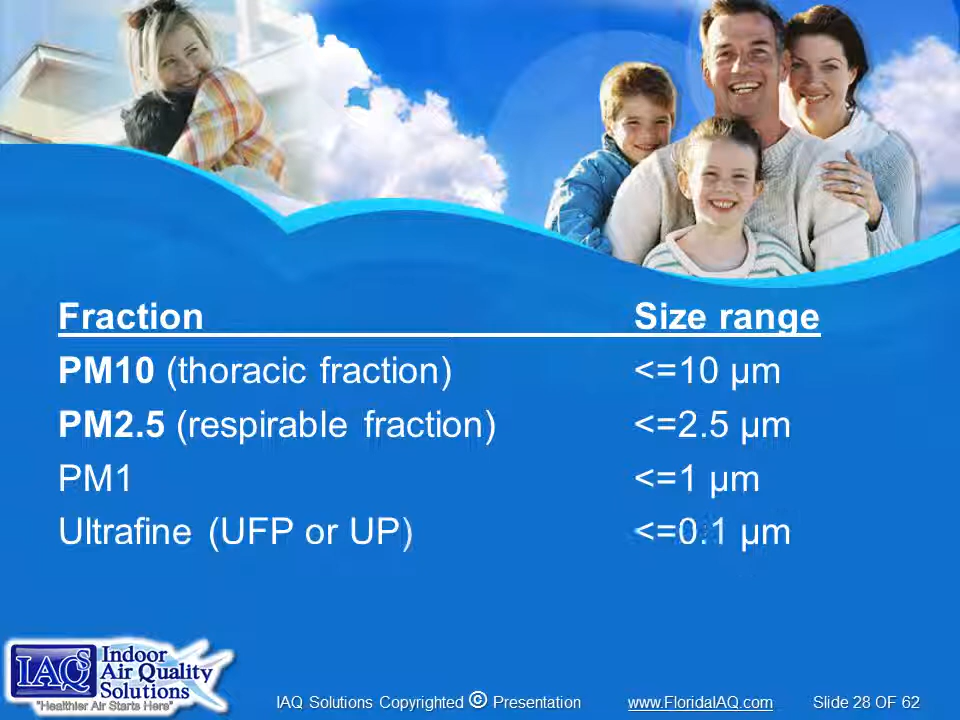 Fraction Size range
PM10 (thoracic fraction) <=10 µm
PM2.5 (respirable fraction) <=2.5 µm
PM1 <=1 µm
Ultrafine (UFP or UP) <=0.1 µm
IAQS Indoor
Air Quality
Solutions
"Healthier Air Starts Here"
IAQ Solutions Copyrighted © Presentation www.FloridaIAQ.com Slide 28 OF 62